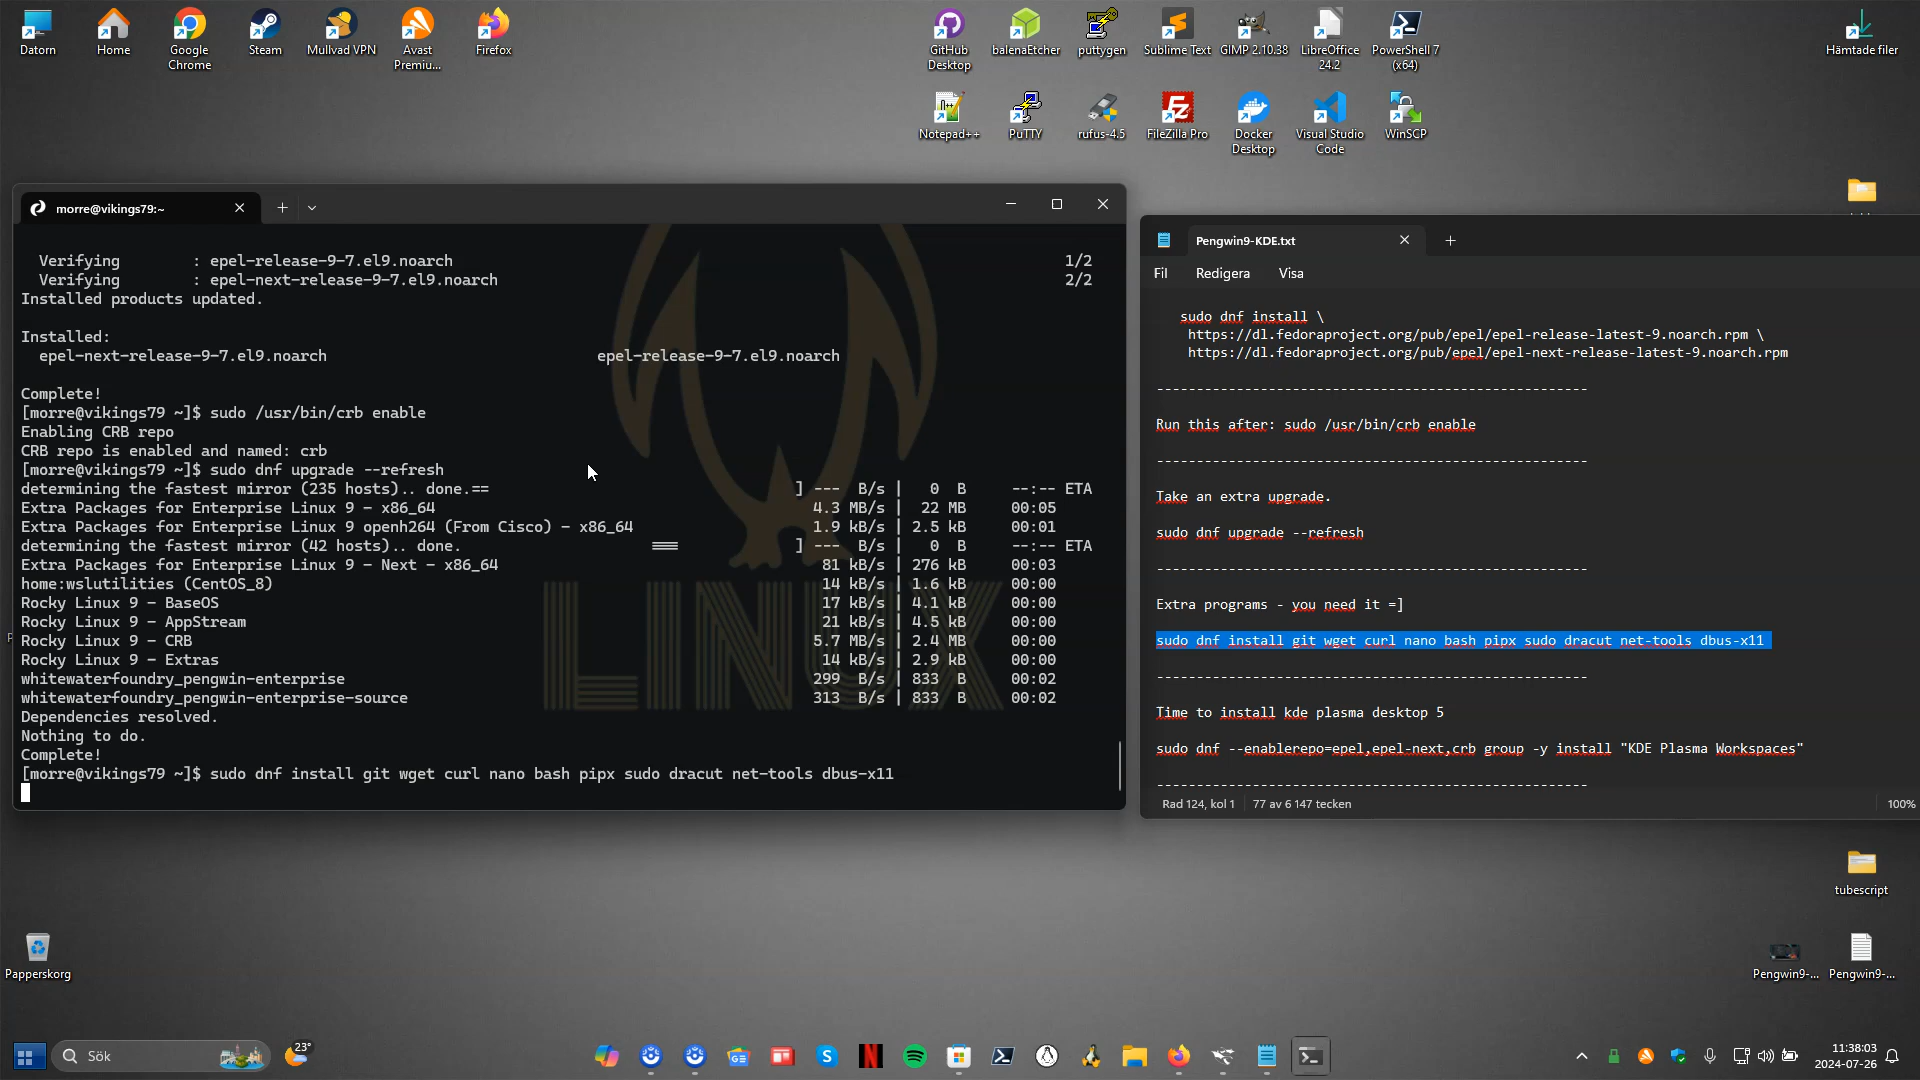 Datorn
Home
Google
Chrome
Steam
Mullvad VPN
Avast
Premiu...
Firefox
GitHub
Desktop
balenaEtcher
puttygen
Sublime Text
GIMP 2.10.38
LibreOffice
24.2
PowerShell 7
(x64)
Hämtade filer
Notepad++
PuTTY
rufus-4.5
FileZilla Pro
Docker
Desktop
Visual Studio
Code
WinSCP
morre@vikings79:~
Verifying : epel-release-9-7.el9.noarch 1/2
Verifying : epel-next-release-9-7.el9.noarch 2/2
Installed products updated.
Installed:
epel-next-release-9-7.el9.noarch epel-release-9-7.el9.noarch
Complete!
[morre@vikings79 ~]$ sudo /usr/bin/crb enable
Enabling CRB repo
CRB repo is enabled and named: crb
[morre@vikings79 ~]$ sudo dnf upgrade --refresh
determining the fastest mirror (235 hosts).. done.== ] --- B/s | 0 B --:-- ETA
Extra Packages for Enterprise Linux 9 - x86_64 4.3 MB/s | 22 MB 00:05
Extra Packages for Enterprise Linux 9 openh264 (From Cisco) - x86_64 1.9 kB/s | 2.5 kB 00:01
determining the fastest mirror (42 hosts).. done. === ] --- B/s | 0 B --:-- ETA
Extra Packages for Enterprise Linux 9 - Next - x86_64 81 kB/s | 276 kB 00:03
home:wslutilities (CentOS_8) 14 kB/s | 1.6 kB 00:00
Rocky Linux 9 - BaseOS 17 kB/s | 4.1 kB 00:00
Rocky Linux 9 - AppStream 21 kB/s | 4.5 kB 00:00
Rocky Linux 9 - CRB 5.7 MB/s | 2.4 MB 00:00
Rocky Linux 9 - Extras 14 kB/s | 2.9 kB 00:00
whitewaterfoundry_pengwin-enterprise 299 B/s | 833 B 00:02
whitewaterfoundry_pengwin-enterprise-source 313 B/s | 833 B 00:02
Dependencies resolved.
Nothing to do.
Complete!
[morre@vikings79 ~]$ sudo dnf install git wget curl nano bash pipx sudo dracut net-tools dbus-x11
LINUX
Pengwin9-KDE.txt
Fil Redigera Visa
sudo dnf install \
https://dl.fedoraproject.org/pub/epel/epel-release-latest-9.noarch.rpm \
https://dl.fedoraproject.org/pub/epel/epel-next-release-latest-9.noarch.rpm
------------------------------------------------------
Run this after: sudo /usr/bin/crb enable
------------------------------------------------------
Take an extra upgrade.
sudo dnf upgrade --refresh
------------------------------------------------------
Extra programs - you need it =]
sudo dnf install git wget curl nano bash pipx sudo dracut net-tools dbus-x11
------------------------------------------------------
Time to install kde plasma desktop 5
sudo dnf --enablerepo=epel,epel-next,crb group -y install "KDE Plasma Workspaces"
------------------------------------------------------
Rad 124, kol 1 77 av 6 147 tecken 100%
tubescript
Papperskorg
Pengwin9-...
Pengwin9-...
Sök
23°
11:38:03
2024-07-26